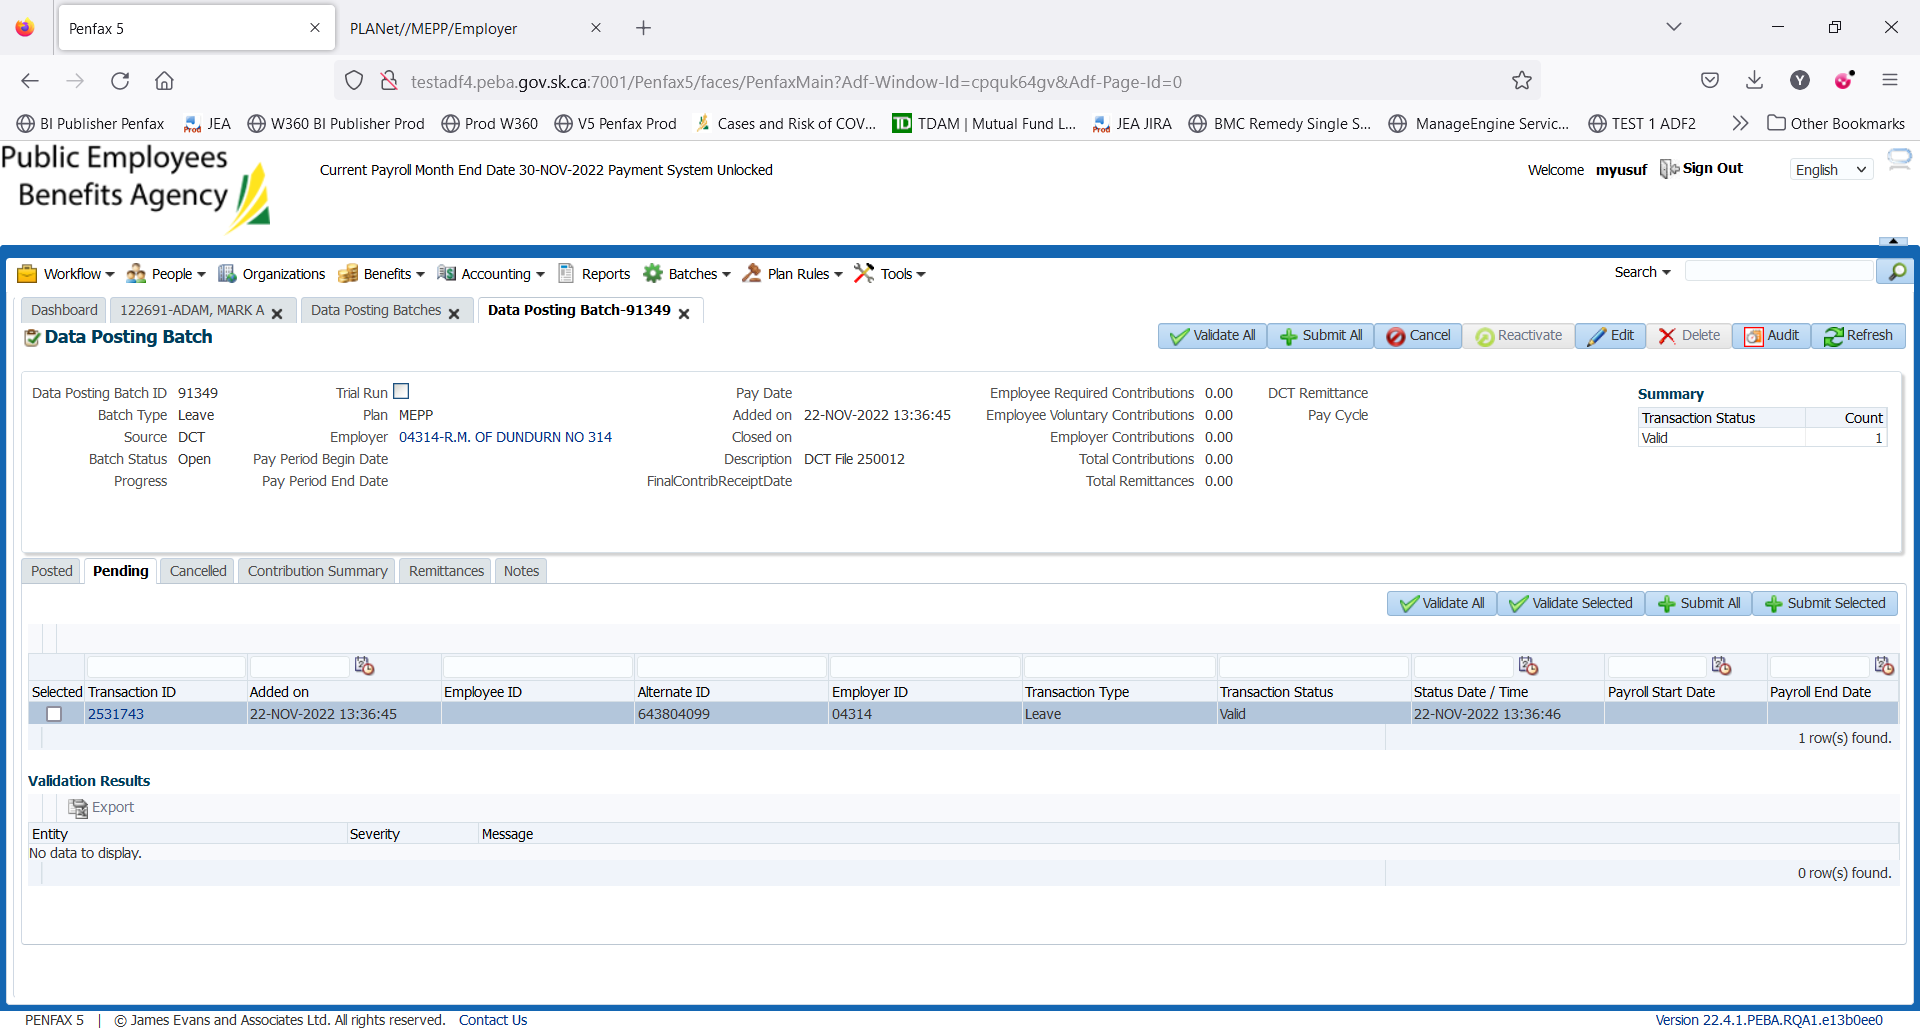 Penfax 5
PLANet//MEPP/Employer
testadf4.peba.gov.sk.ca:7001/Penfax5/faces/PenfaxMain?Adf-Window-Id=cpquk64gv&Adf-Page-Id=0
BI Publisher Penfax JEA W360 BI Publisher Prod Prod W360 V5 Penfax Prod Cases and Risk of COV... TDAM | Mutual Fund L... JEA JIRA BMC Remedy Single S... ManageEngine Servic... TEST 1 ADF2 Other Bookmarks
Public Employees
Benefits Agency
Current Payroll Month End Date 30-NOV-2022 Payment System Unlocked
Welcome myusuf Sign Out English
Workflow People Organizations Benefits Accounting Reports Batches Plan Rules Tools Search
Dashboard 122691-ADAM, MARK A Data Posting Batches Data Posting Batch-91349
Data Posting Batch
Validate All Submit All Cancel Reactivate Edit Delete Audit Refresh
Data Posting Batch ID 91349 Trial Run Pay Date Employee Required Contributions 0.00 DCT Remittance
Batch Type Leave Plan MEPP Added on 22-NOV-2022 13:36:45 Employee Voluntary Contributions 0.00 Pay Cycle
Source DCT Employer 04314-R.M. OF DUNDURN NO 314 Closed on Employer Contributions 0.00
Batch Status Open Pay Period Begin Date Description DCT File 250012 Total Contributions 0.00
Progress Pay Period End Date FinalContribReceiptDate Total Remittances 0.00
Summary
Transaction Status Count
Valid 1
Posted Pending Cancelled Contribution Summary Remittances Notes
Validate All Validate Selected Submit All Submit Selected
Selected Transaction ID Added on Employee ID Alternate ID Employer ID Transaction Type Transaction Status Status Date / Time Payroll Start Date Payroll End Date
2531743 22-NOV-2022 13:36:45 643804099 04314 Leave Valid 22-NOV-2022 13:36:46
1 row(s) found.
Validation Results
Export
Entity Severity Message
No data to display.
0 row(s) found.
PENFAX 5 | © James Evans and Associates Ltd. All rights reserved. Contact Us
Version 22.4.1.PEBA.RQA1.e13b0ee0